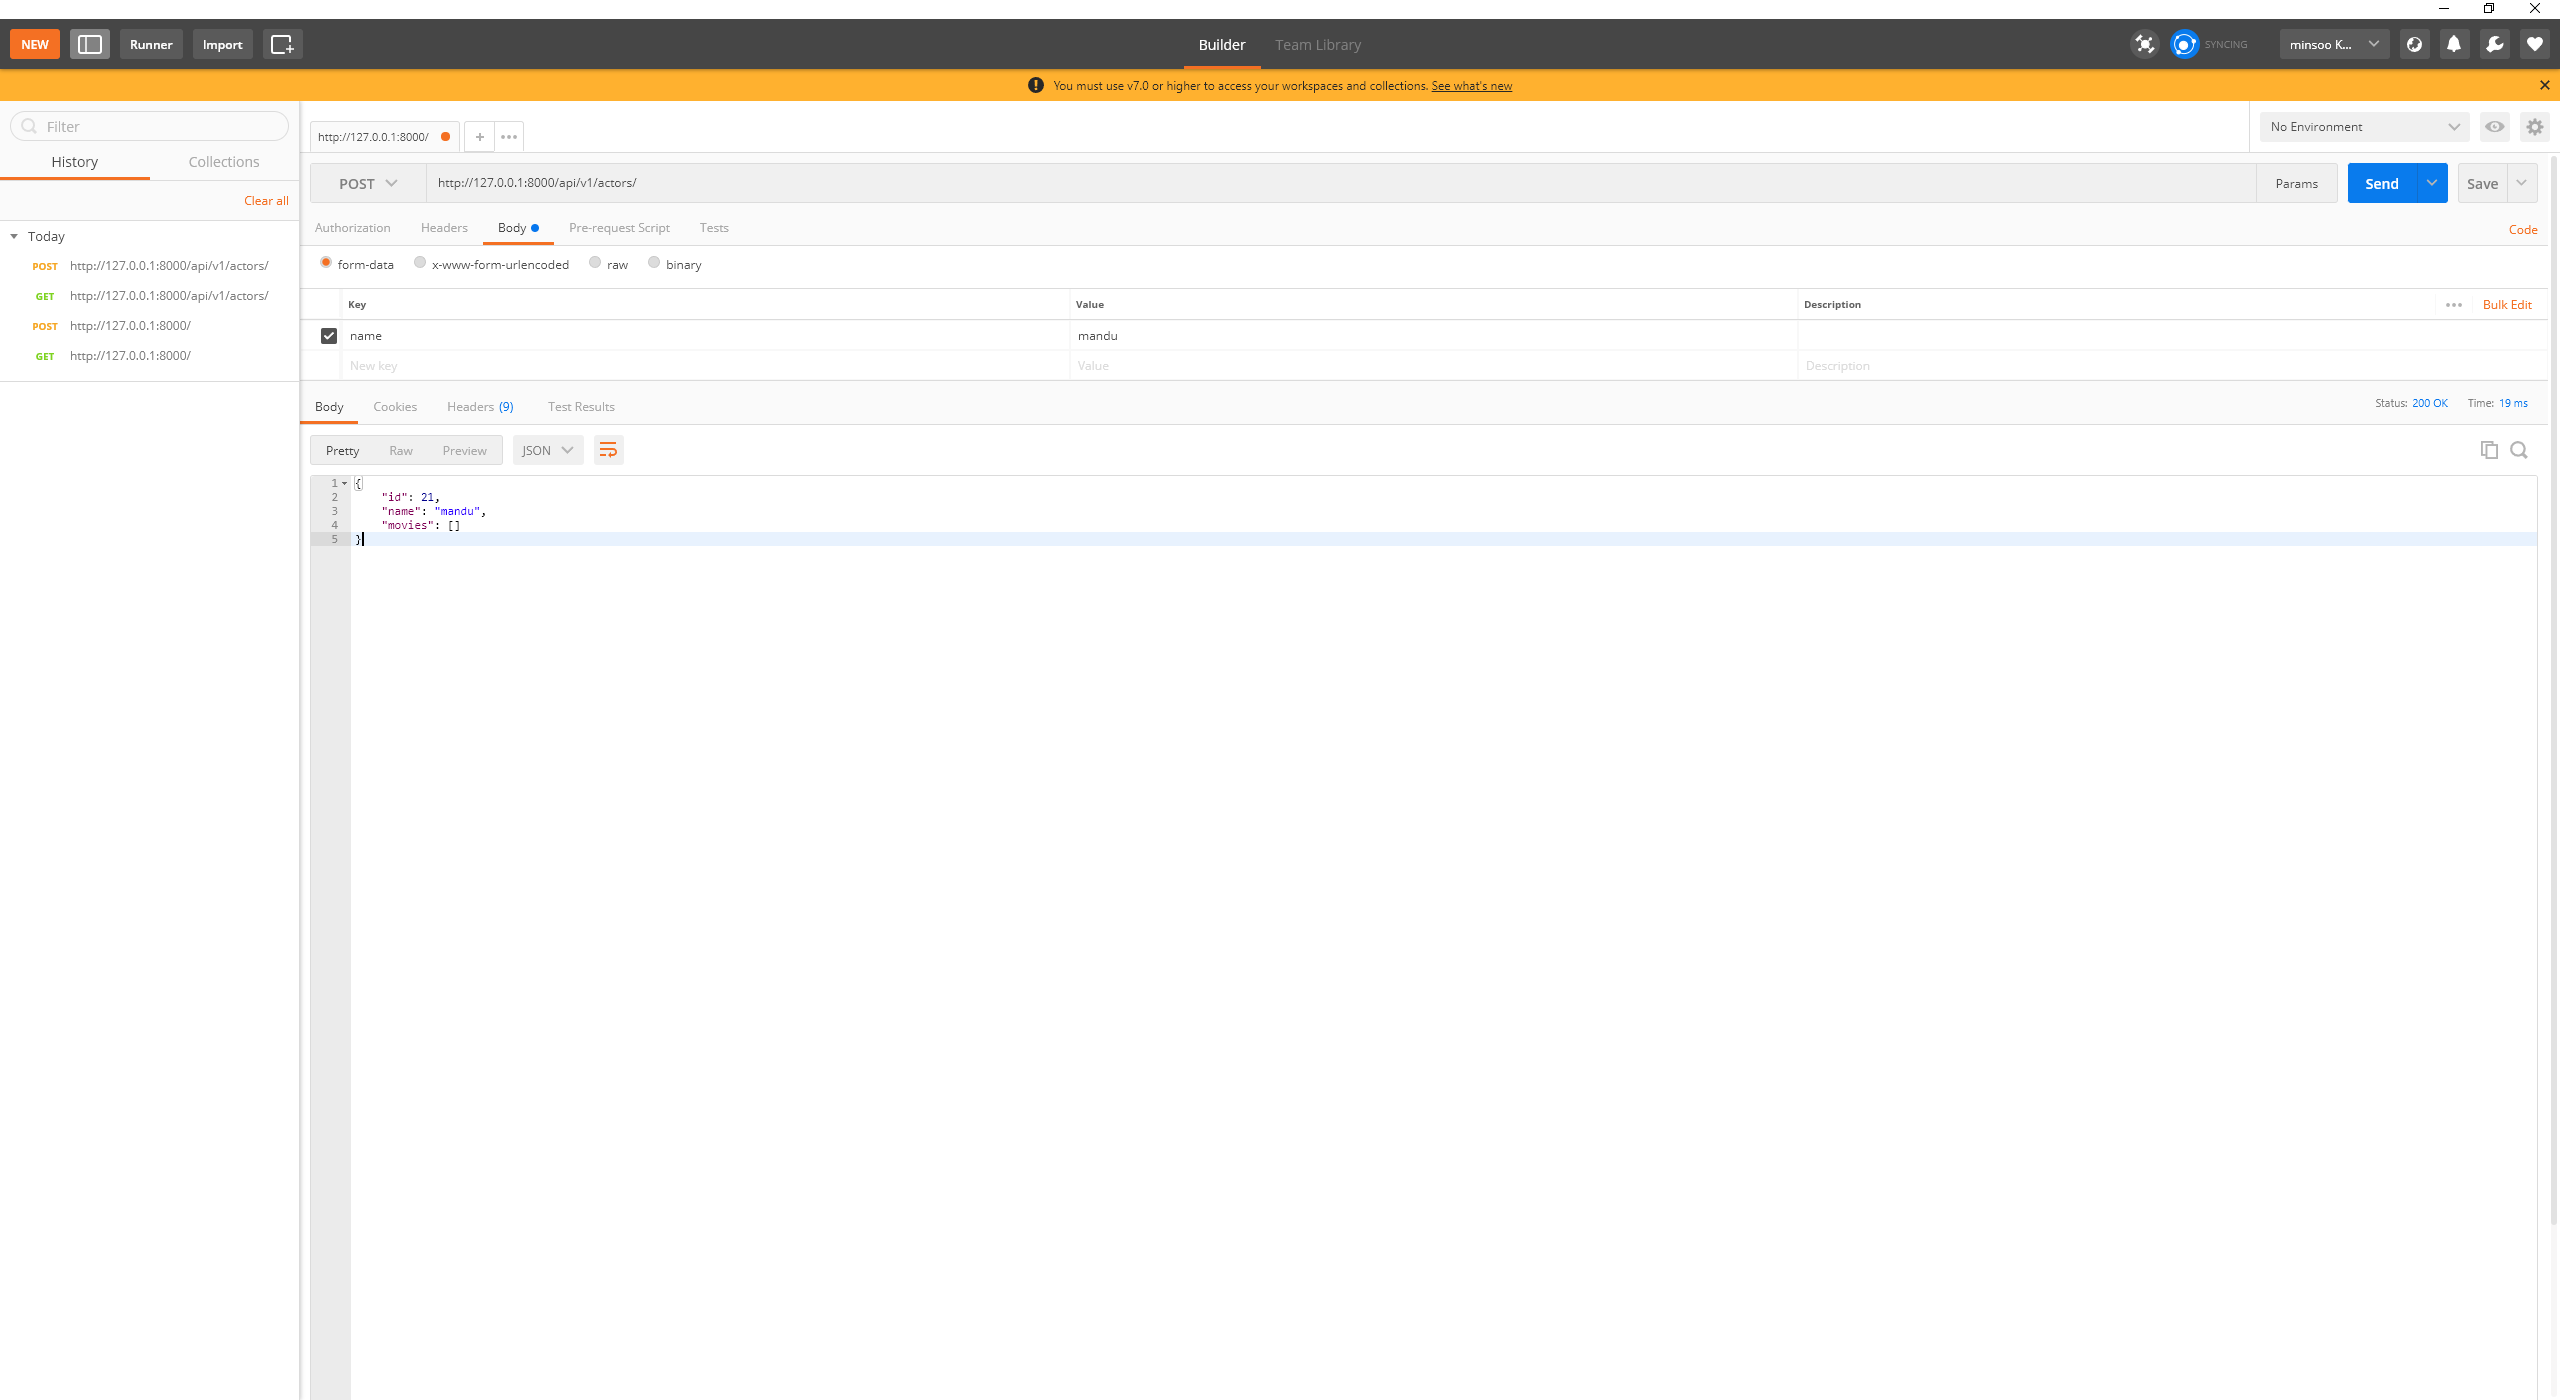 NEW Runner Import Builder Team Library SYNCING minsoo K...
You must use v7.0 or higher to access your workspaces and collections. See what's new
Filter
History Collections
Clear all
Today
POST http://127.0.0.1:8000/api/v1/actors/
GET http://127.0.0.1:8000/api/v1/actors/
POST http://127.0.0.1:8000/
GET http://127.0.0.1:8000/
http://127.0.0.1:8000/ No Environment
POST http://127.0.0.1:8000/api/v1/actors/ Params Send Save
Authorization Headers Body Pre-request Script Tests Code
form-data x-www-form-urlencoded raw binary
Key Value Description Bulk Edit
name mandu
New key Value Description
Body Cookies Headers (9) Test Results Status: 200 OK Time: 19 ms
Pretty Raw Preview JSON
1 {
2 "id": 21,
3 "name": "mandu",
4 "movies": []
5 }